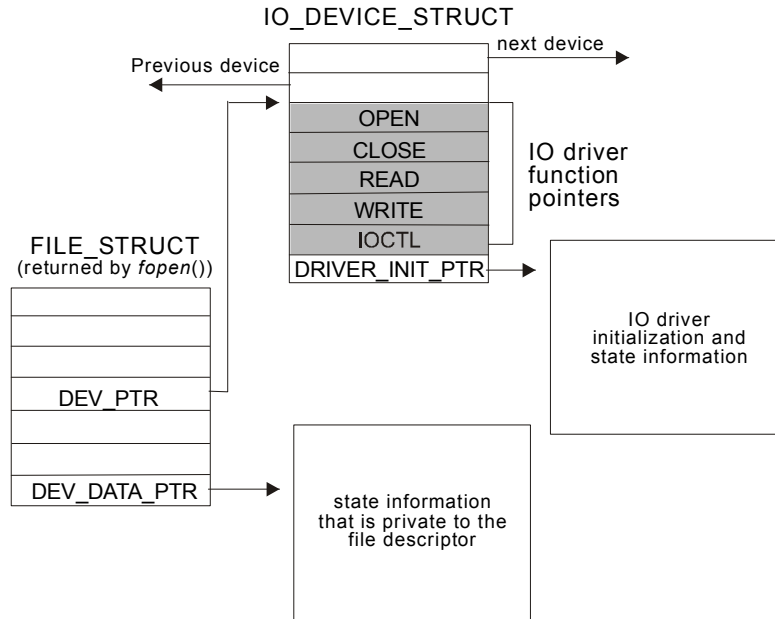 IO_DEVICE_STRUCT
next device
Previous device
OPEN
CLOSE
READ
WRITE
IOCTL
DRIVER_INIT_PTR
IO driver
function
pointers
FILE_STRUCT
(returned by fopen())
DEV_PTR
DEV_DATA_PTR
IO driver
initialization and
state information
state information
that is private to the
file descriptor